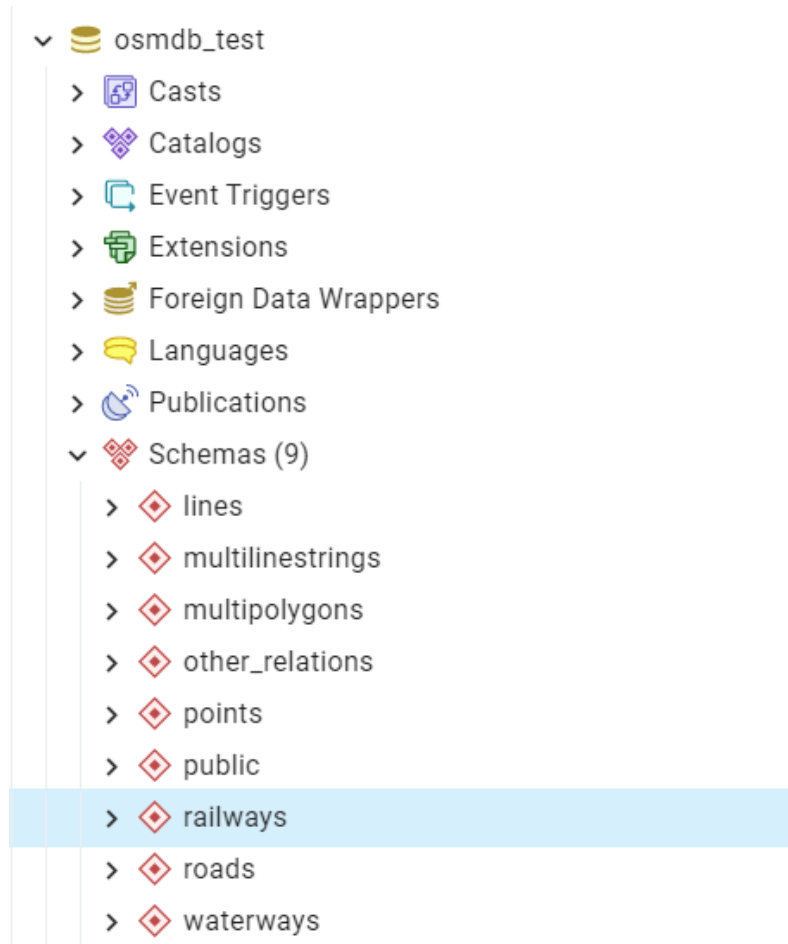 osmdb_test
Casts
Catalogs
Event Triggers
Extensions
Foreign Data Wrappers
Languages
Publications
Schemas (9)
lines
multilinestrings
multipolygons
other_relations
points
public
railways
roads
waterways